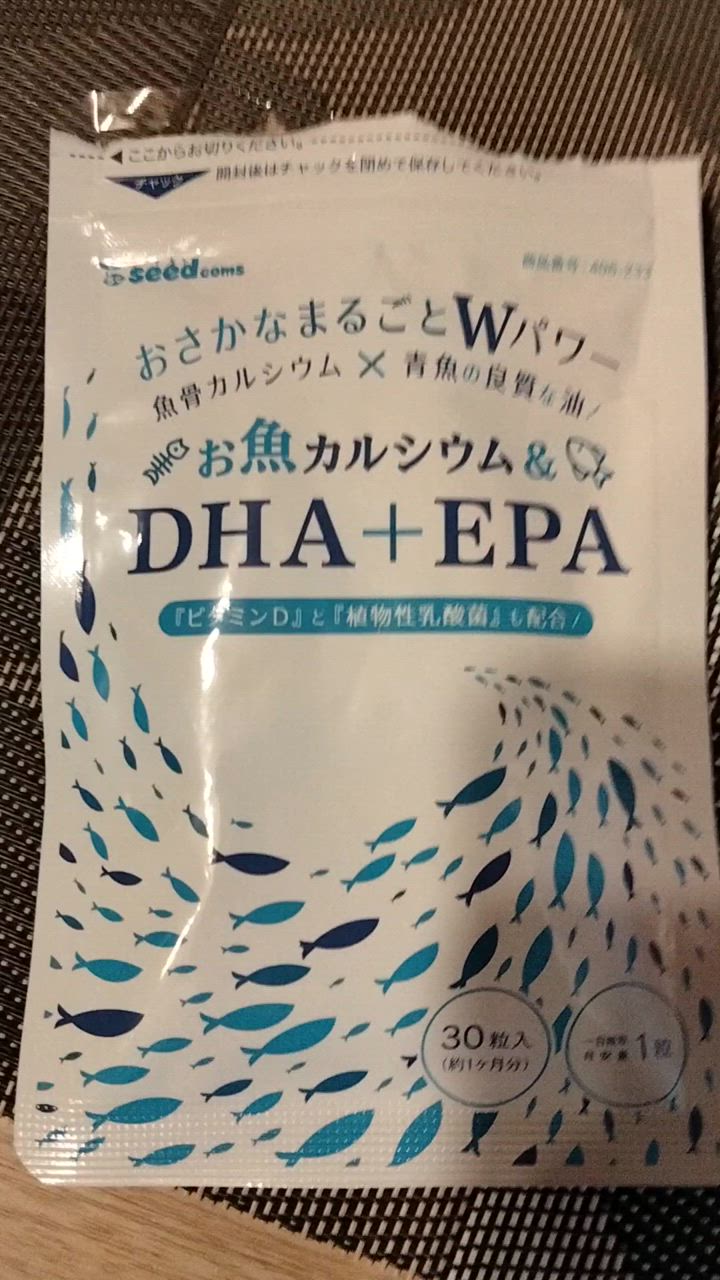 ここからお切りください。
チャック
開封後はチャックを閉めて保存してください。
seedcoms
おさかなまるごとWパワー
魚骨カルシウム×青魚の良質な油!
お魚カルシウム&
DHA+EPA
『ビタミンD』と『植物性乳酸菌』も配合!
30粒入
(約1ヶ月分)
1粒